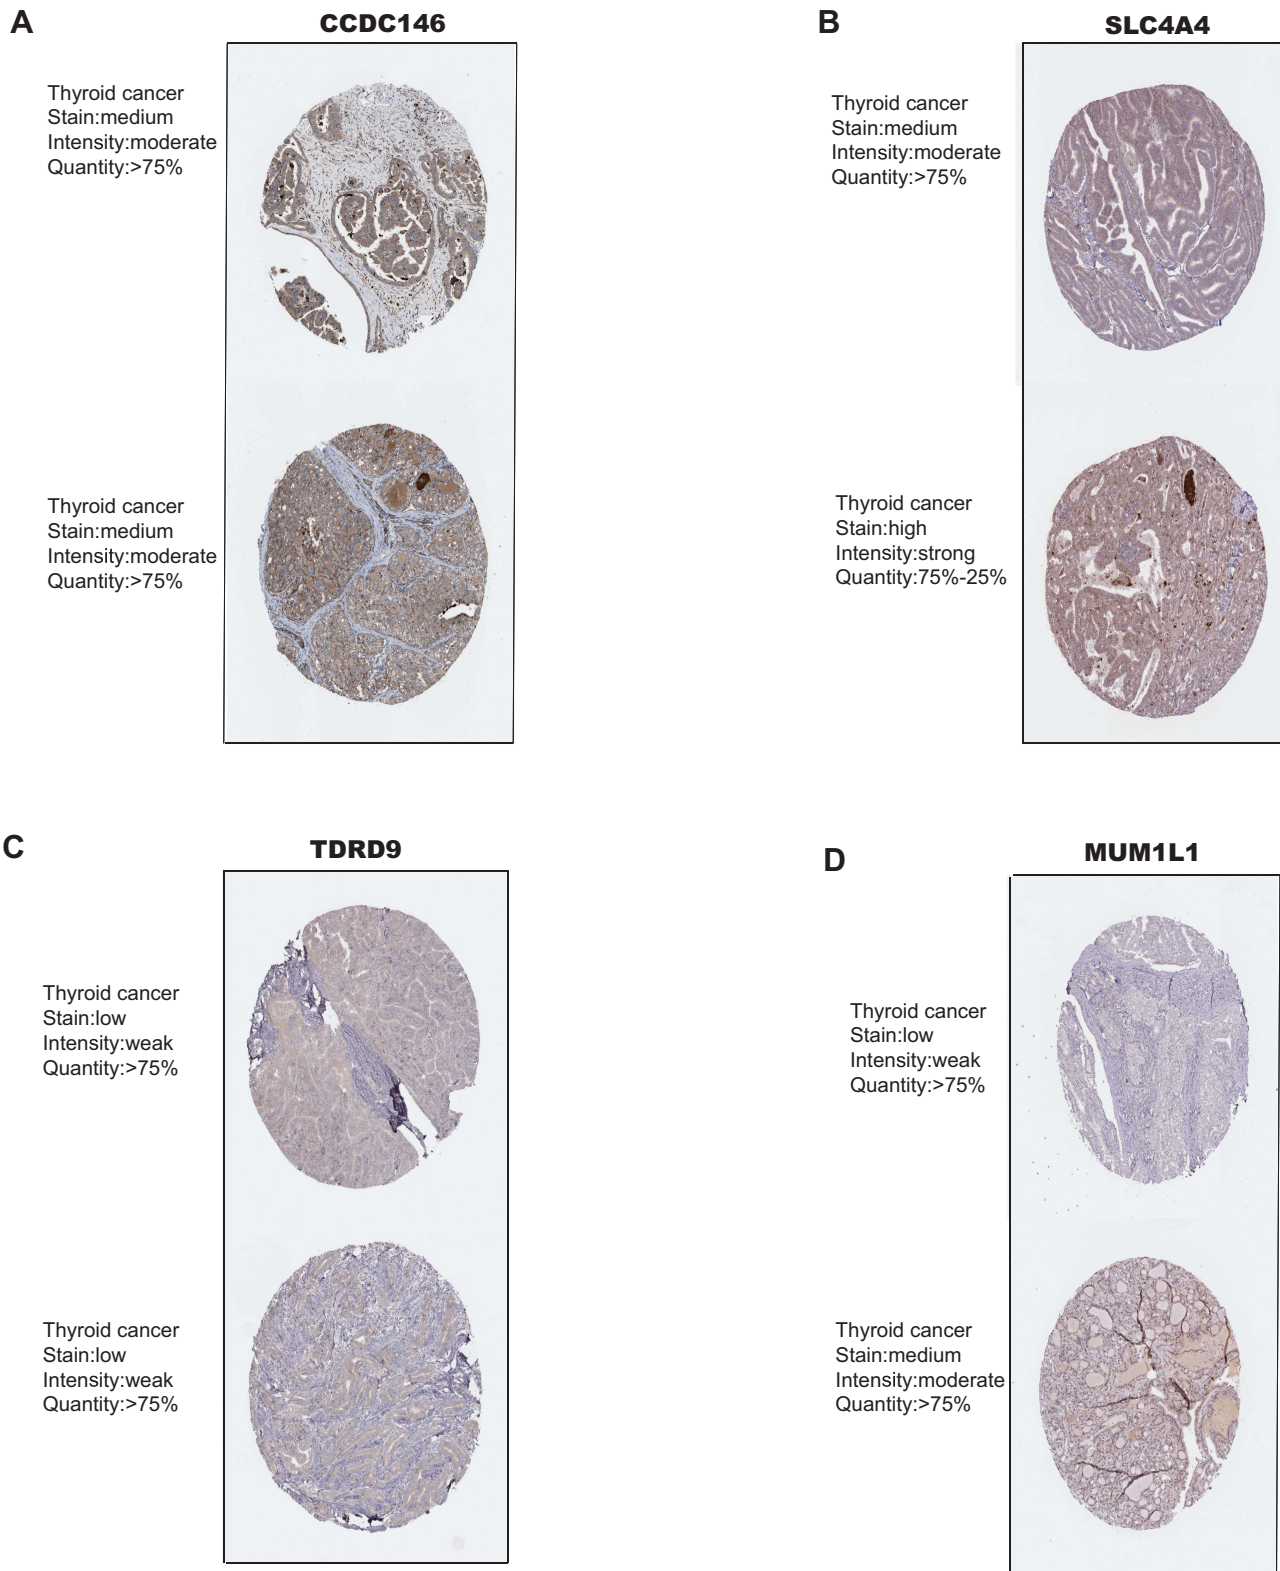 A
CCDC146
Thyroid cancer
Stain:medium
Intensity:moderate
Quantity:>75%
Thyroid cancer
Stain:medium
Intensity:moderate
Quantity:>75%
B
SLC4A4
Thyroid cancer
Stain:medium
Intensity:moderate
Quantity:>75%
Thyroid cancer
Stain:high
Intensity:strong
Quantity:75%-25%
C
TDRD9
Thyroid cancer
Stain:low
Intensity:weak
Quantity:>75%
Thyroid cancer
Stain:low
Intensity:weak
Quantity:>75%
D
MUM1L1
Thyroid cancer
Stain:low
Intensity:weak
Quantity:>75%
Thyroid cancer
Stain:medium
Intensity:moderate
Quantity:>75%